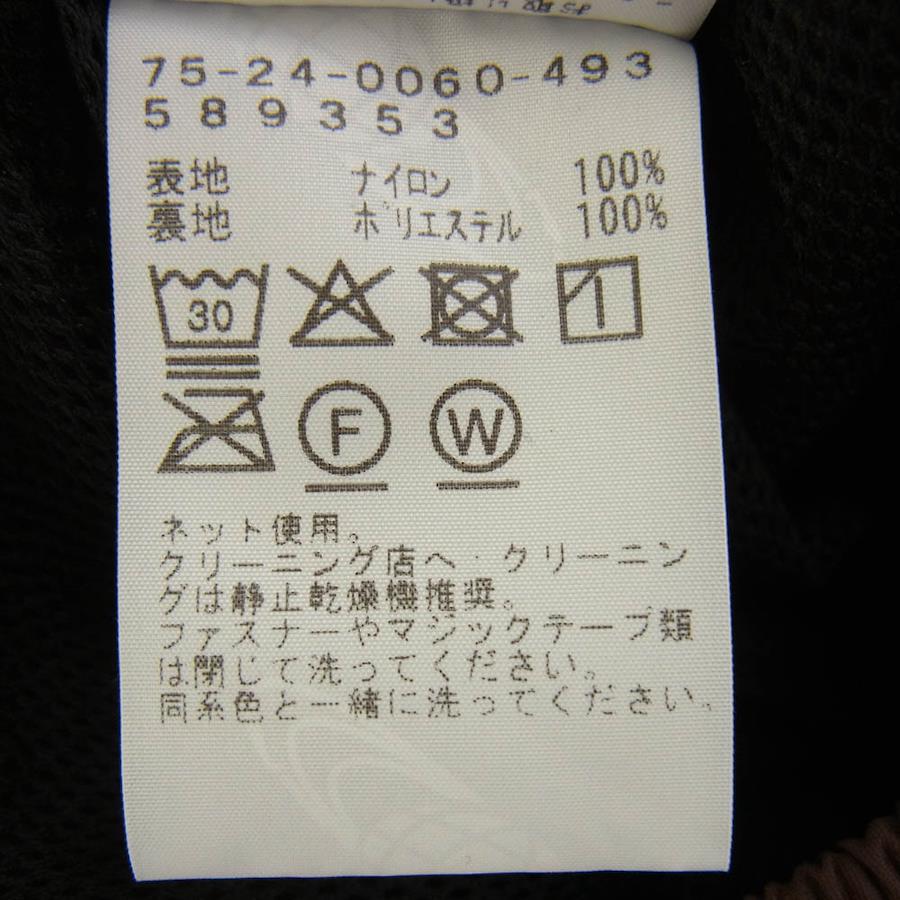 75-24-0060-493
589353
表地 ナイロン 100%
裏地 ポリエステル 100%
30
F W
ネット使用。
クリーニング店へ・クリーニン
グは静止乾燥機推奨。
ファスナーやマジックテープ類
は閉じて洗ってください。
同系色と一緒に洗ってください。